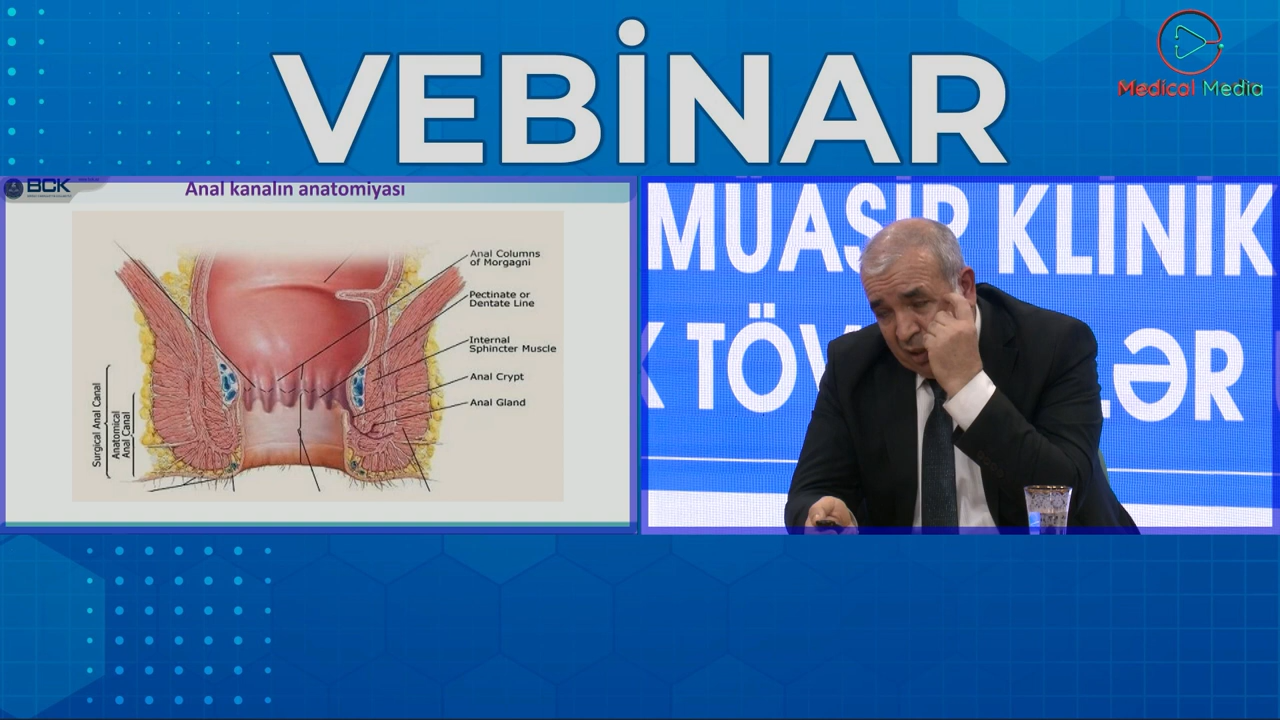 VEBİNAR
Medical Media
BCK
Anal kanalın anatomiyası
Anal Columns
of Morgagni
Pectinate or
Dentate Line
Internal
Sphincter Muscle
Anal Crypt
Anal Gland
Surgical Anal Canal
Anatomical
Anal Canal
MÜASİR KLİNİK
K TÖV
LƏR